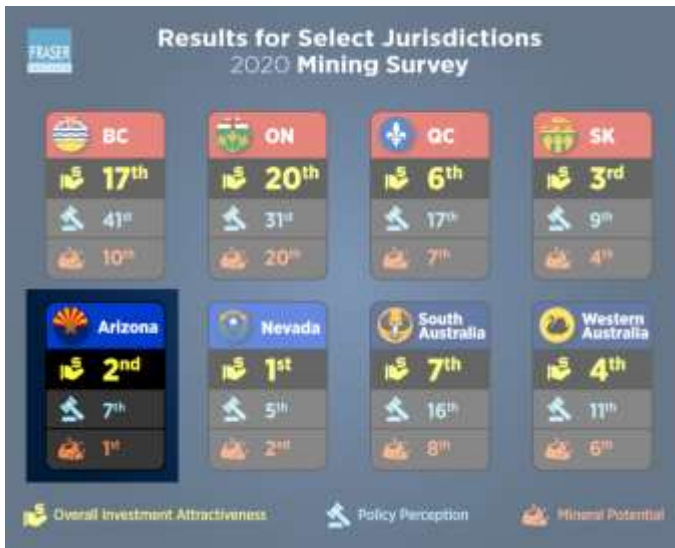 FRASER
INSTITUTE
Results for Select Jurisdictions
2020 Mining Survey
BC
17th
41st
10th
ON
20th
31st
20th
QC
6th
17th
7th
SK
3rd
9th
4th
Arizona
2nd
7th
1st
Nevada
1st
5th
2nd
South
Australia
7th
16th
8th
Western
Australia
4th
11th
6th
Overall Investment Attractiveness
Policy Perception
Mineral Potential